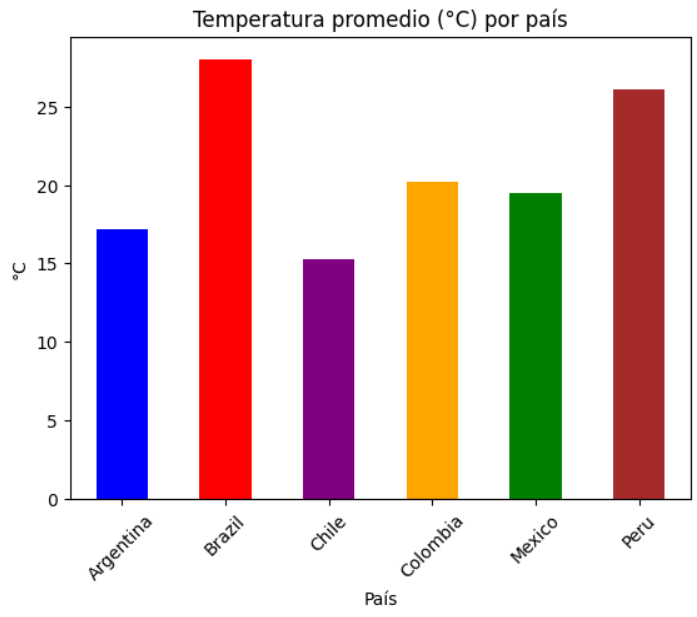 Temperatura promedio (°C) por país
°C
25
20
15
10
5
0
Argentina
Brazil
Chile
Colombia
Mexico
Peru
País